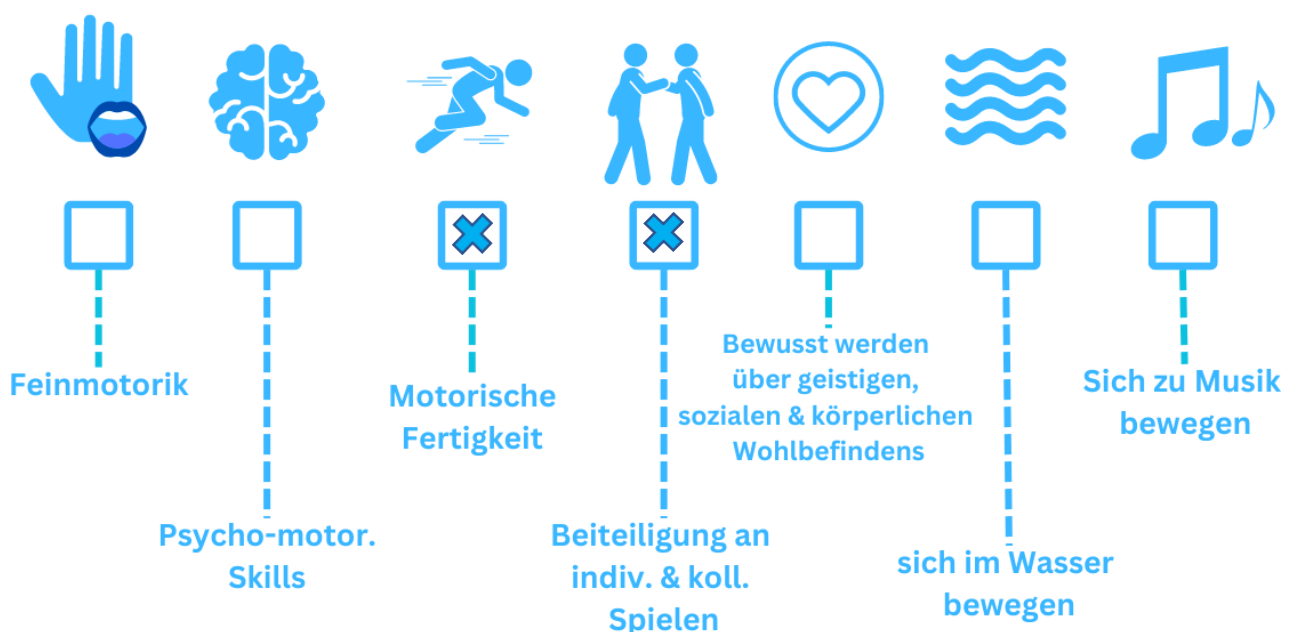 Feinmotorik
Psycho-motor.
Skills
Motorische
Fertigkeit
Beiteiligung an
indiv. & koll.
Spielen
Bewusst werden
über geistigen,
sozialen & körperlichen
Wohlbefindens
sich im Wasser
bewegen
Sich zu Musik
bewegen